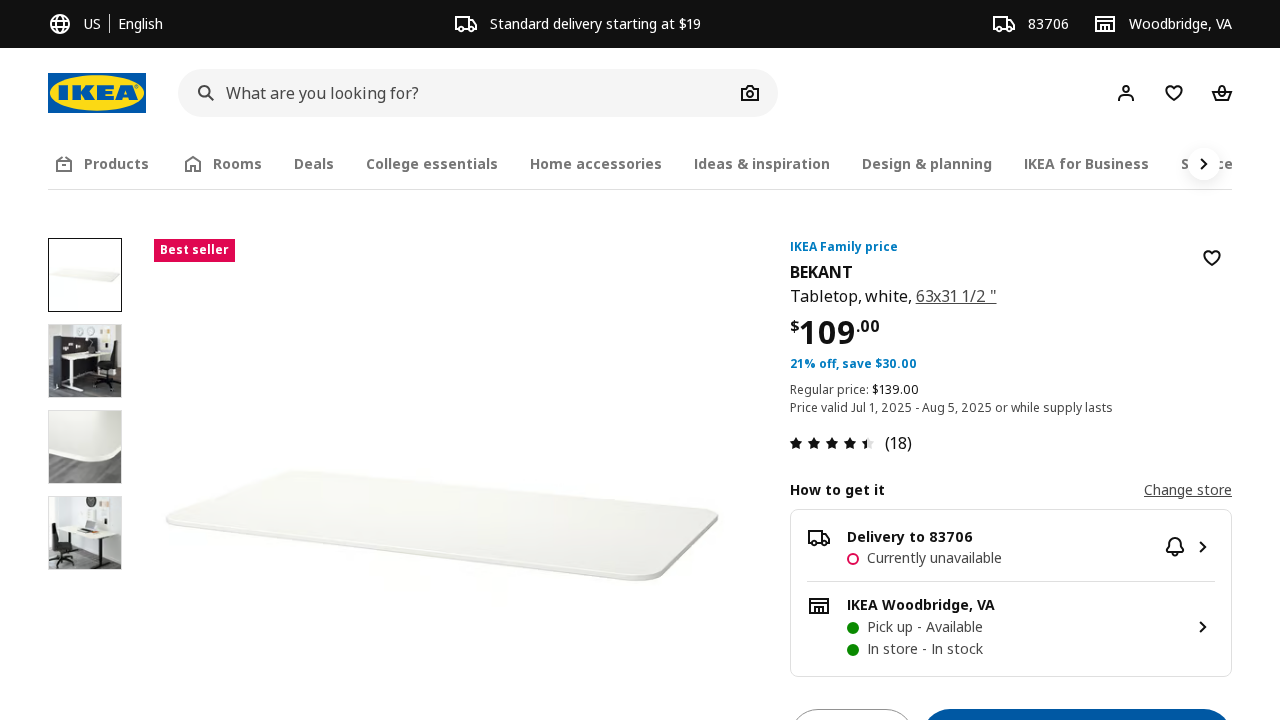 US | English
Standard delivery starting at $19
83706
Woodbridge, VA
IKEA
What are you looking for?
Products
Rooms
Deals
College essentials
Home accessories
Ideas & inspiration
Design & planning
IKEA for Business
Best seller
IKEA Family price
BEKANT
Tabletop, white, 63x31 1/2 "
$109.00
21% off, save $30.00
Regular price: $139.00
Price valid Jul 1, 2025 - Aug 5, 2025 or while supply lasts
(18)
How to get it
Change store
Delivery to 83706
Currently unavailable
IKEA Woodbridge, VA
Pick up - Available
In store - In stock